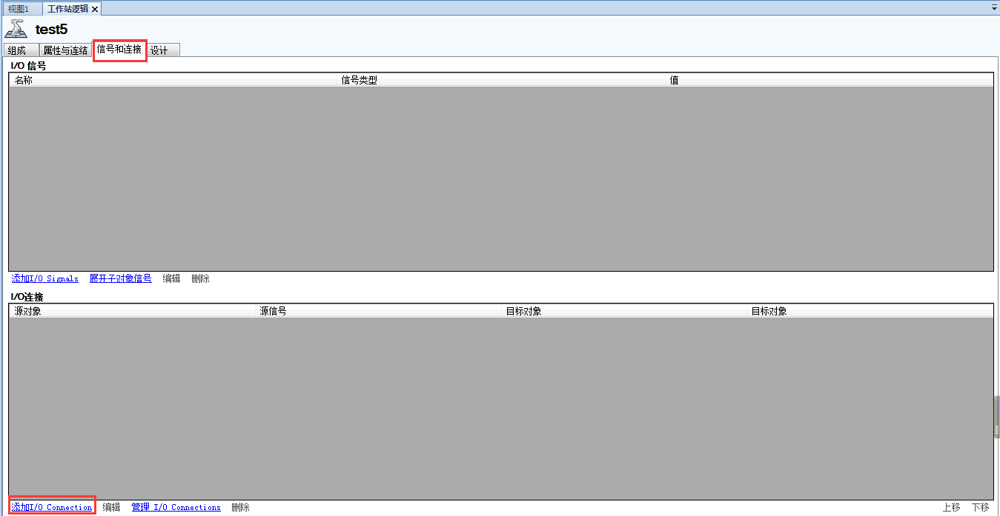 视图1 工作站逻辑
test5
组成 属性与连结 信号和连接 设计
I/O 信号
名称 信号类型 值
添加I/O Signals 展开子对象信号 编辑 删除
I/O连接
源对象 源信号 目标对象 目标对象
添加I/O Connection 编辑 管理 I/O Connections 删除 上移 下移